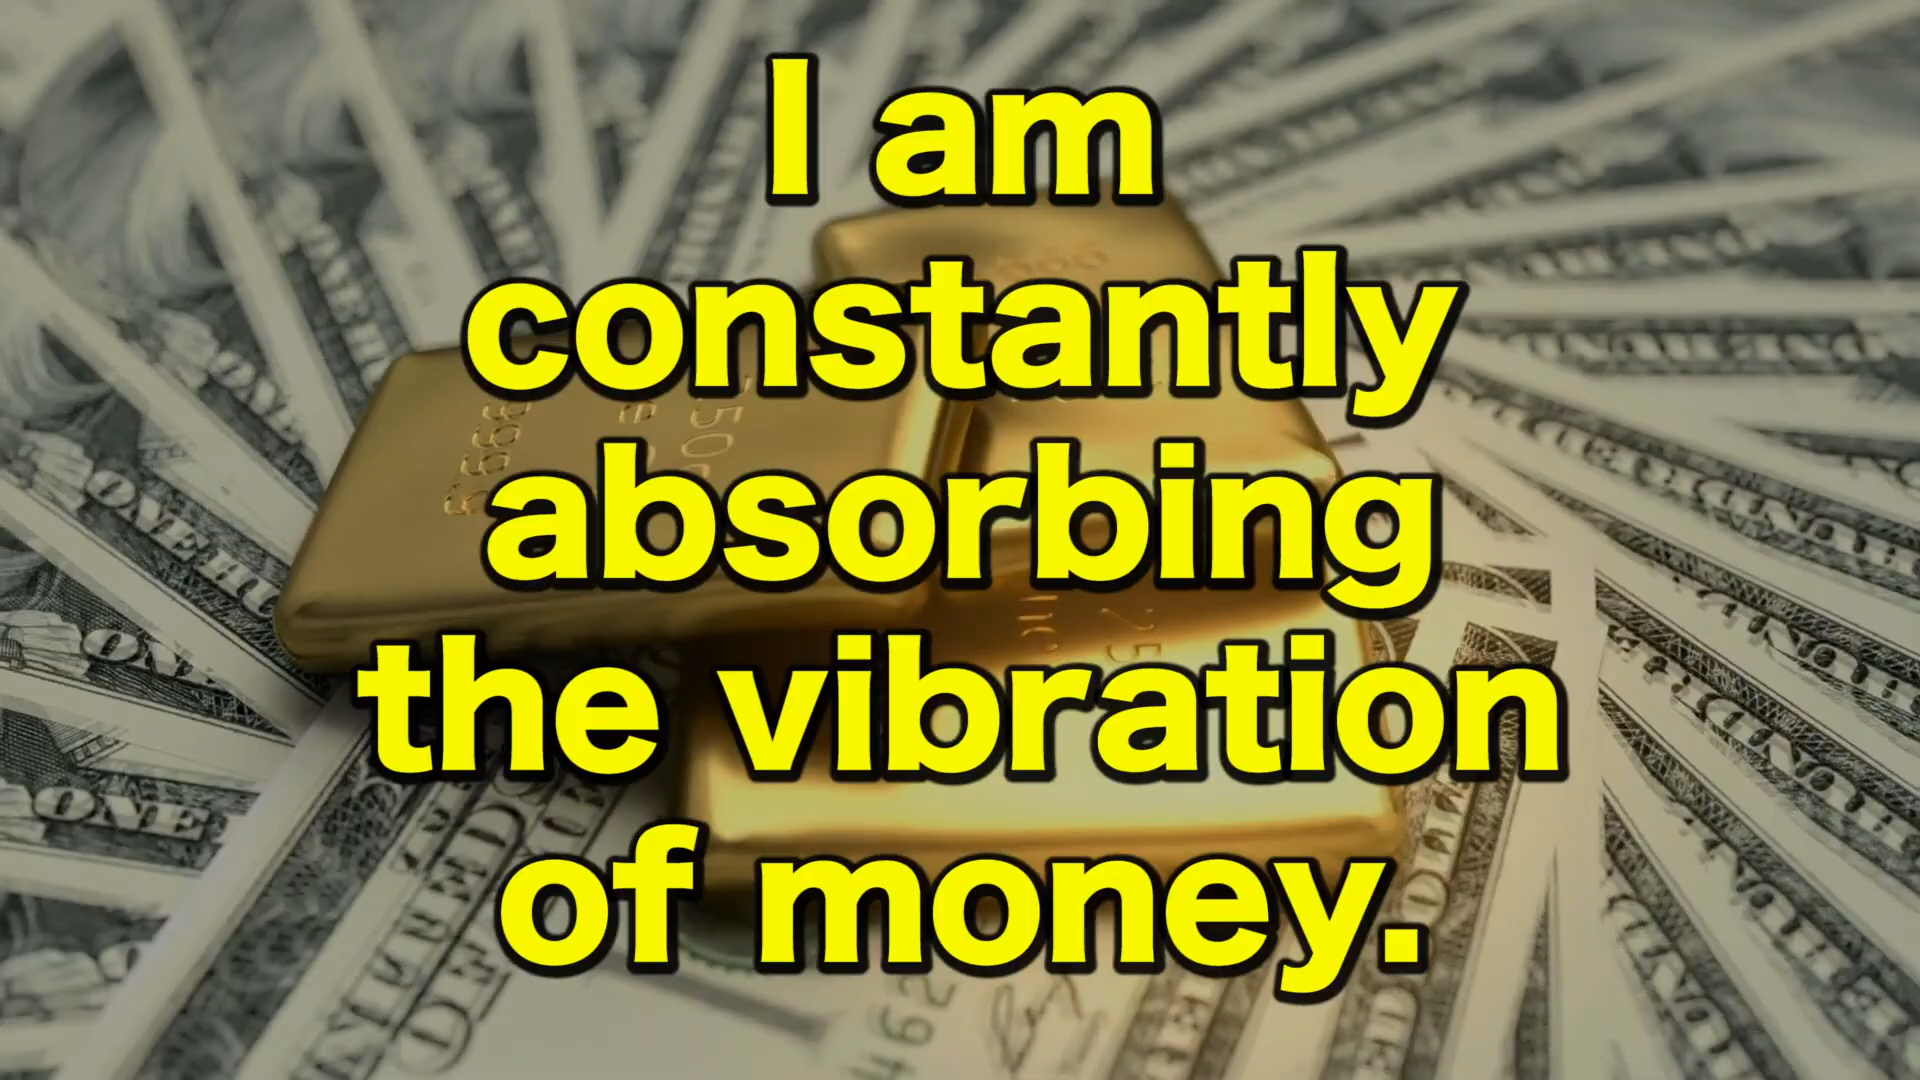 I am
constantly
absorbing
the vibration
of money.